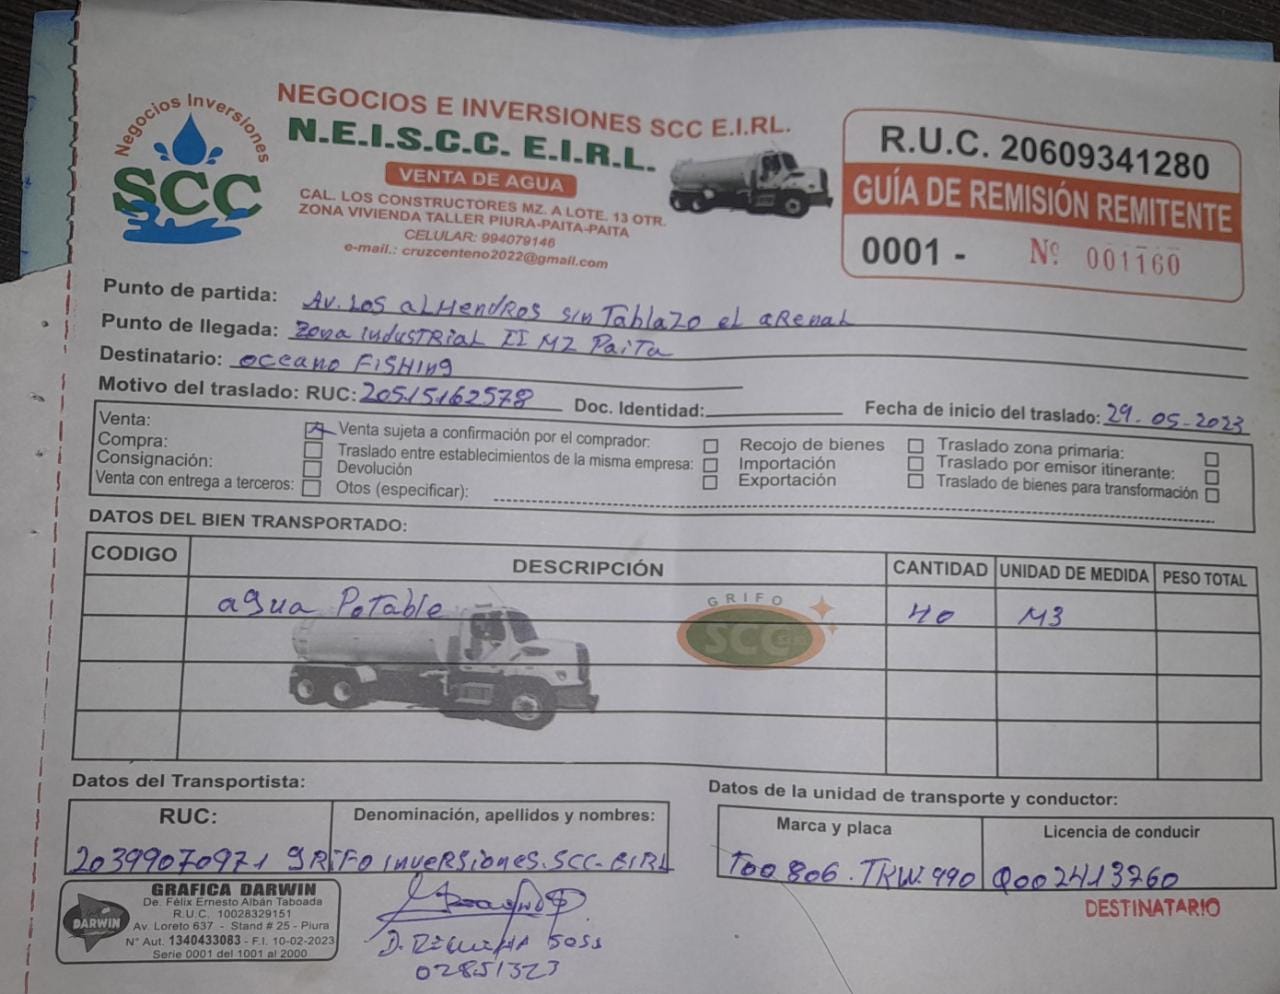 Negocios Inversiones
SCC
NEGOCIOS E INVERSIONES SCC E.I.RL.
N.E.I.S.C.C. E.I.R.L.
VENTA DE AGUA
CAL. LOS CONSTRUCTORES MZ. A LOTE. 13 OTR.
ZONA VIVIENDA TALLER PIURA-PAITA-PAITA
CELULAR: 994079146
e-mail.: cruzcenteno2022@gmail.com
R.U.C. 20609341280
GUÍA DE REMISIÓN REMITENTE
0001 - Nº 001160
Punto de partida: Av. Los aLMendRos sin TablaZo el aRenaL
Punto de llegada: Zona industRial II MZ PaiTa
Destinatario: oceano FisHing
Motivo del traslado: RUC: 20515162578 Doc. Identidad: Fecha de inicio del traslado: 29-05-2023
Venta: Venta sujeta a confirmación por el comprador: Recojo de bienes Traslado zona primaria:
Compra: Traslado entre establecimientos de la misma empresa: Importación Traslado por emisor itinerante:
Consignación: Devolución Exportación Traslado de bienes para transformación
Venta con entrega a terceros: Otos (especificar):
DATOS DEL BIEN TRANSPORTADO:
CODIGO DESCRIPCIÓN CANTIDAD UNIDAD DE MEDIDA PESO TOTAL
agua PoTable 40 M3
GRIFO
SCC
Datos del Transportista:
Datos de la unidad de transporte y conductor:
RUC: Denominación, apellidos y nombres: Marca y placa Licencia de conducir
20399070971 gRifo inveRsiones.SCC-EIRL T00806.TKW.990 Q002413760
DESTINATARIO
DARWIN
GRAFICA DARWIN
De. Félix Ernesto Albán Taboada
R.U.C. 10028329151
Av. Loreto 637 - Stand # 25 - Piura
N° Aut. 1340433083 - F.I. 10-02-2023
Serie 0001 del 1001 al 2000
02851323